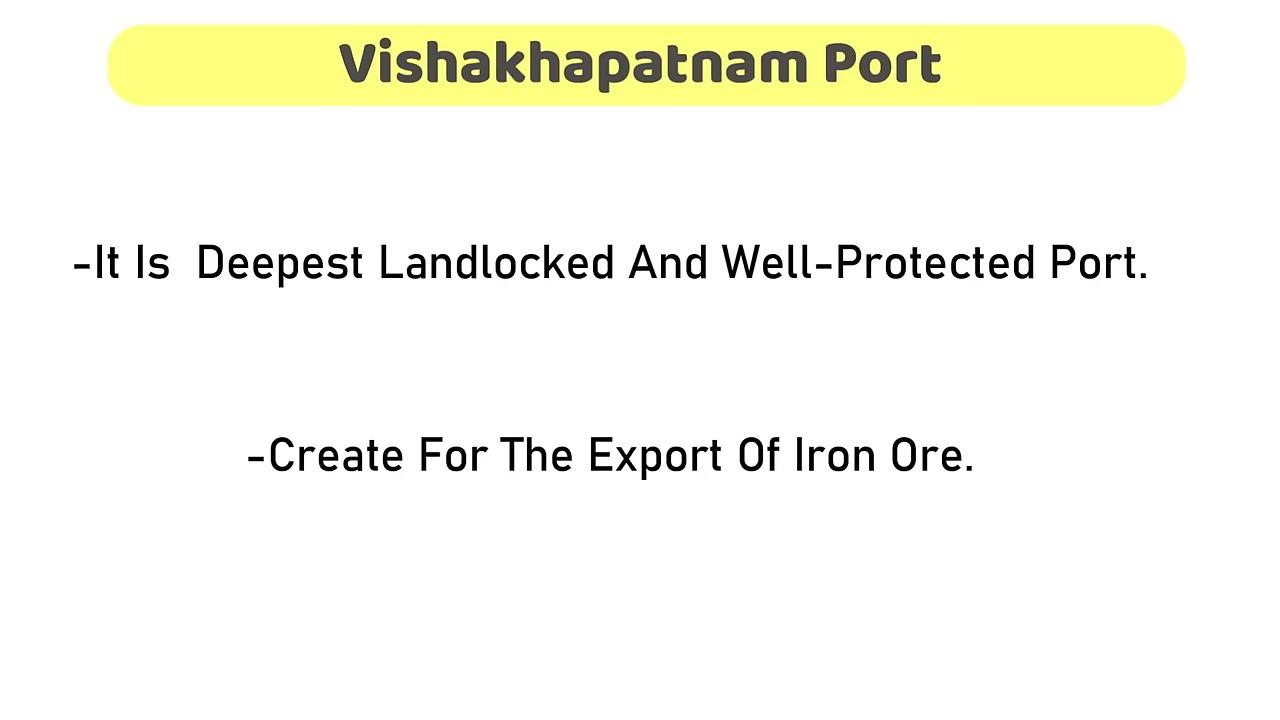 Vishakhapatnam Port
-It Is  Deepest Landlocked And Well-Protected Port.
-Create For The Export Of Iron Ore.